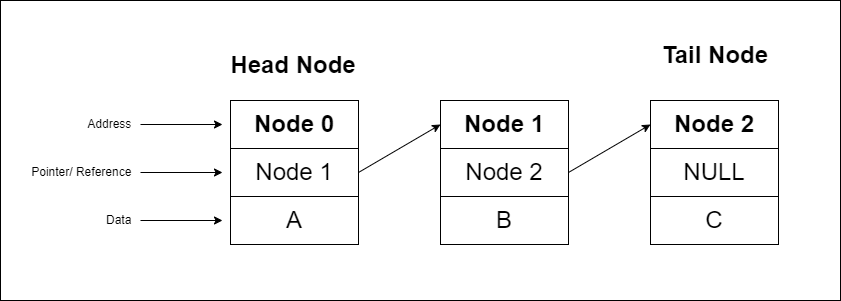 Head Node
Tail Node
Address
Node 0
Node 1
Node 2
Pointer/ Reference
Node 1
Node 2
NULL
Data
A
B
C